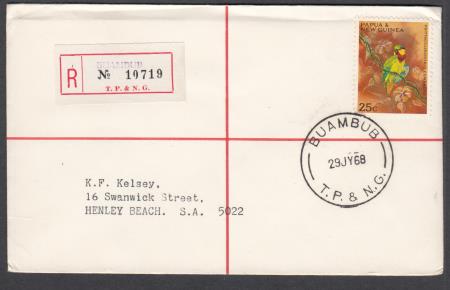 BUAMBUB
R No 10719
T. P. & N. G.
PAPUA &
NEW GUINEA
25c
BUAMBUB
29JY68
T.P. & N.G.
K.F. Kelsey,
16 Swanwick Street,
HENLEY BEACH. S.A. 5022